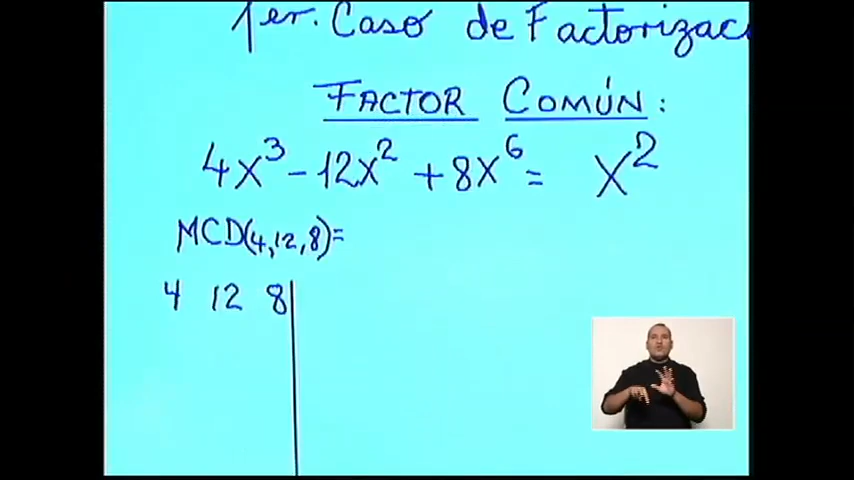 1er. Caso de Factorizac
FACTOR COMÚN:
4x³ - 12x² + 8x⁶ = x²
MCD(4,12,8)=
4 12 8